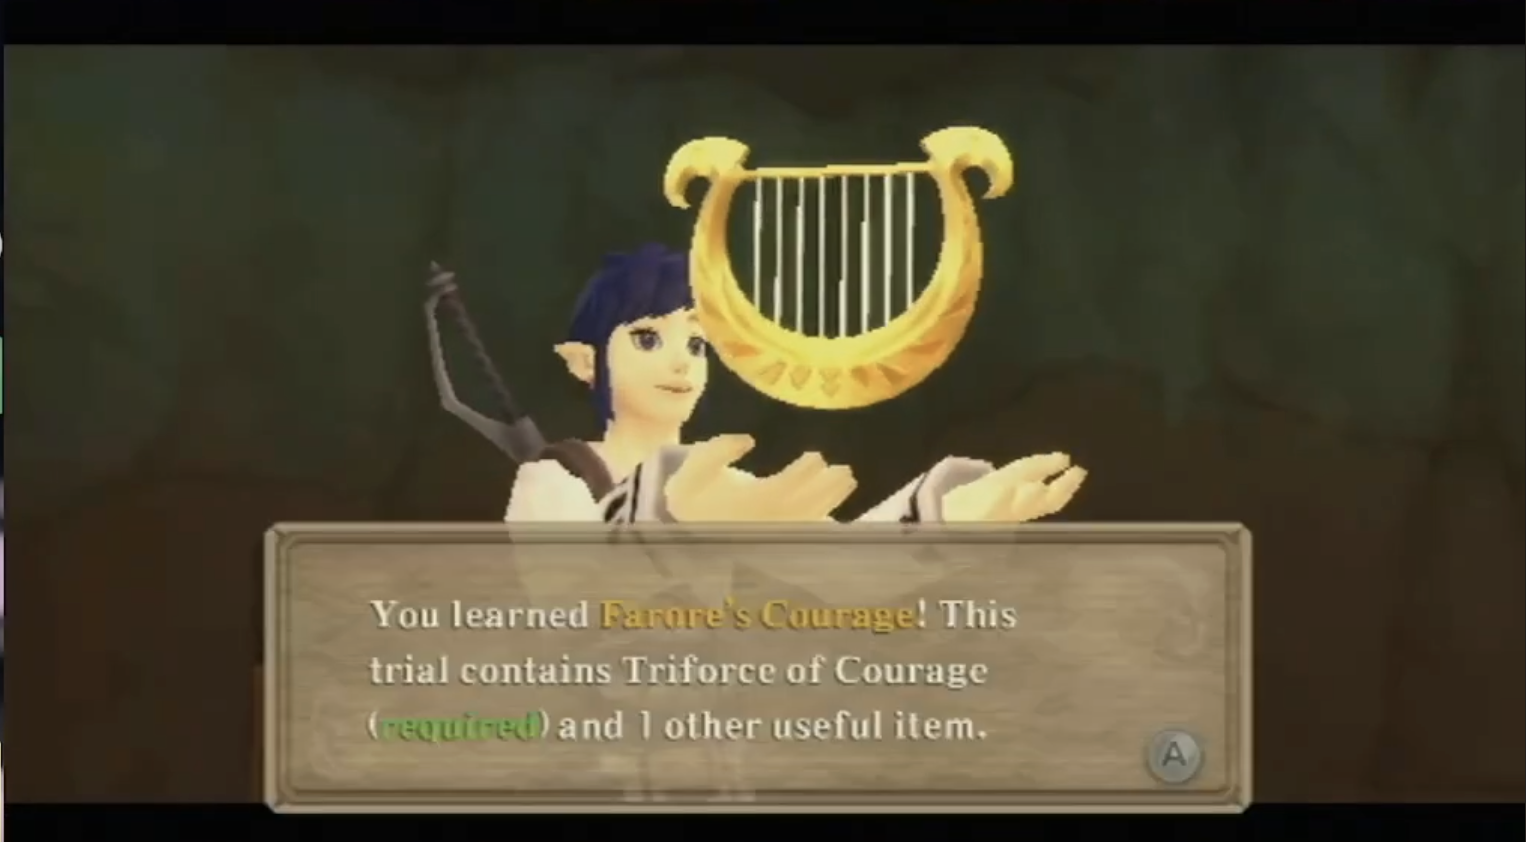 You learned Farore's Courage! This
trial contains Triforce of Courage
(required) and 1 other useful item.
A